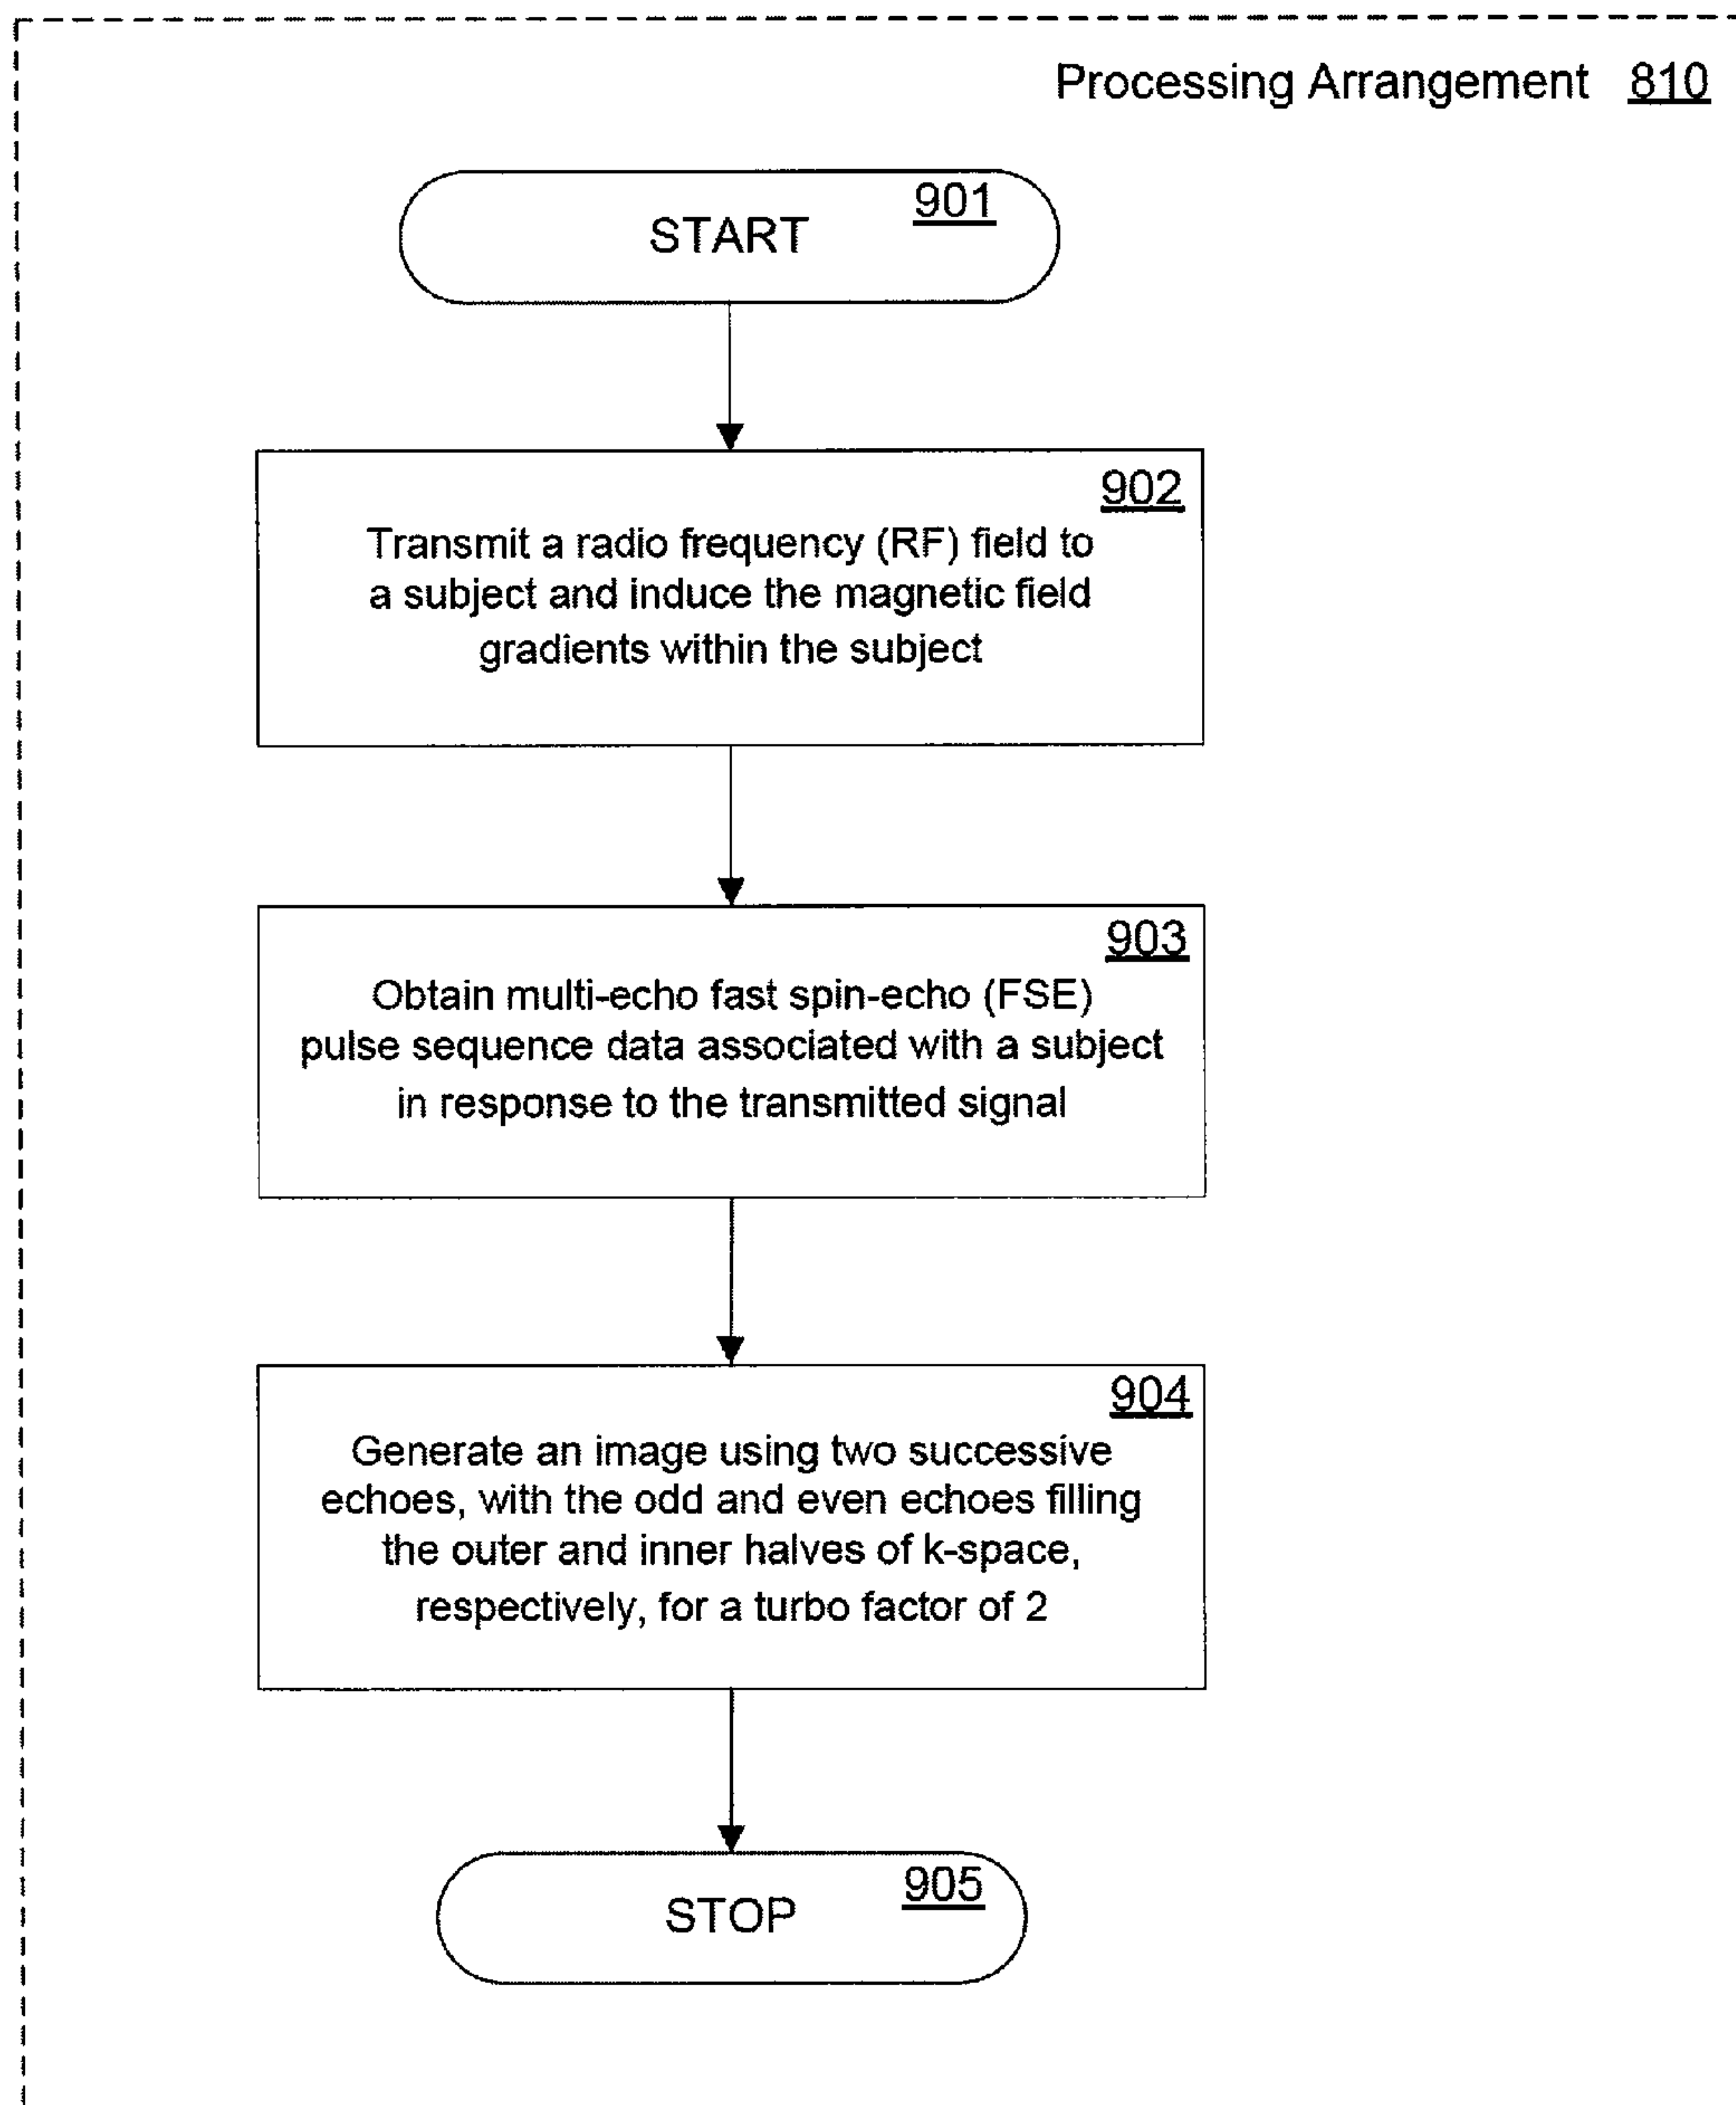 Processing Arrangement 810
901
START
902
Transmit a radio frequency (RF) field to
a subject and induce the magnetic field
gradients within the subject
903
Obtain multi-echo fast spin-echo (FSE)
pulse sequence data associated with a subject
in response to the transmitted signal
904
Generate an image using two successive
echoes, with the odd and even echoes filling
the outer and inner halves of k-space,
respectively, for a turbo factor of 2
905
STOP